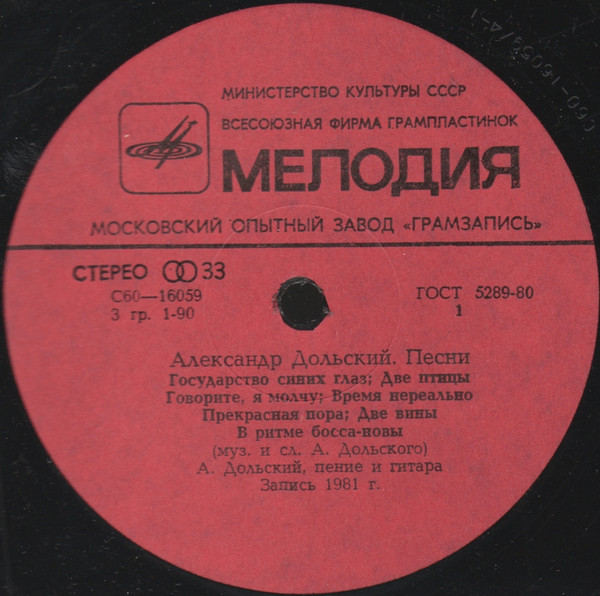 МИНИСТЕРСТВО КУЛЬТУРЫ СССР
ВСЕСОЮЗНАЯ ФИРМА ГРАМПЛАСТИНОК
МЕЛОДИЯ
МОСКОВСКИЙ ОПЫТНЫЙ ЗАВОД «ГРАМЗАПИСЬ»
СТЕРЕО 33
С60—16059
3 гр. 1-90
ГОСТ 5289-80
1
Александр Дольский. Песни
Государство синих глаз; Две птицы
Говорите, я молчу; Время нереально
Прекрасная пора; Две вины
В ритме босса-новы
(муз. и сл. А. Дольского)
А. Дольский, пение и гитара
Запись 1981 г.